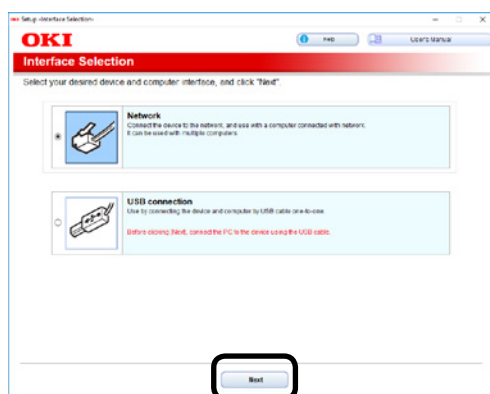 Setup -Interface Selection-
OKI
Help
User's Manual
Interface Selection
Select your desired device and computer interface, and click "Next".
Network
Connect the device to the network, and use with a computer connected with network.
It can be used with multiple computers.
USB connection
Use by connecting the device and computer by USB cable one-to-one.
Before clicking [Next], connect the PC to the device using the USB cable.
Next